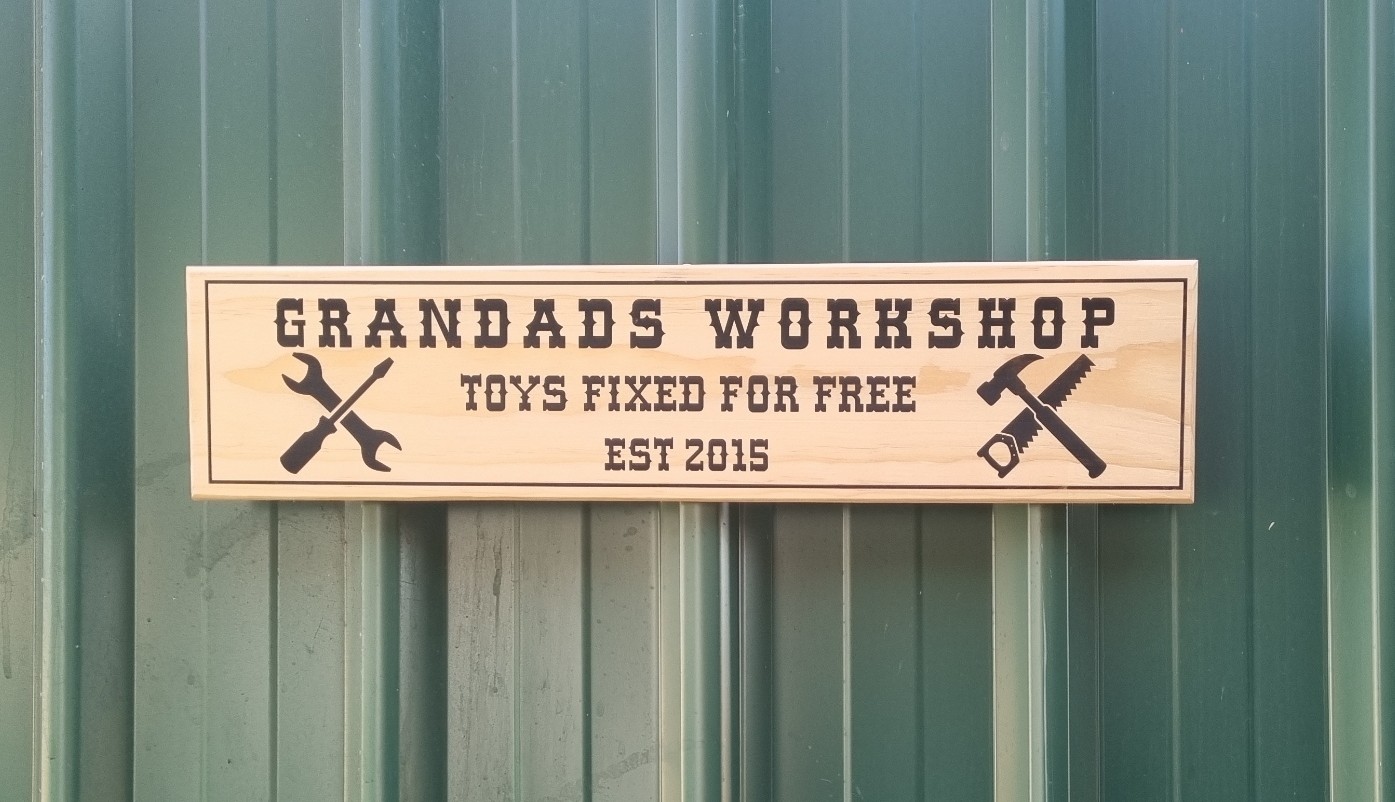 GRANDADS WORKSHOP
TOYS FIXED FOR FREE
EST 2015